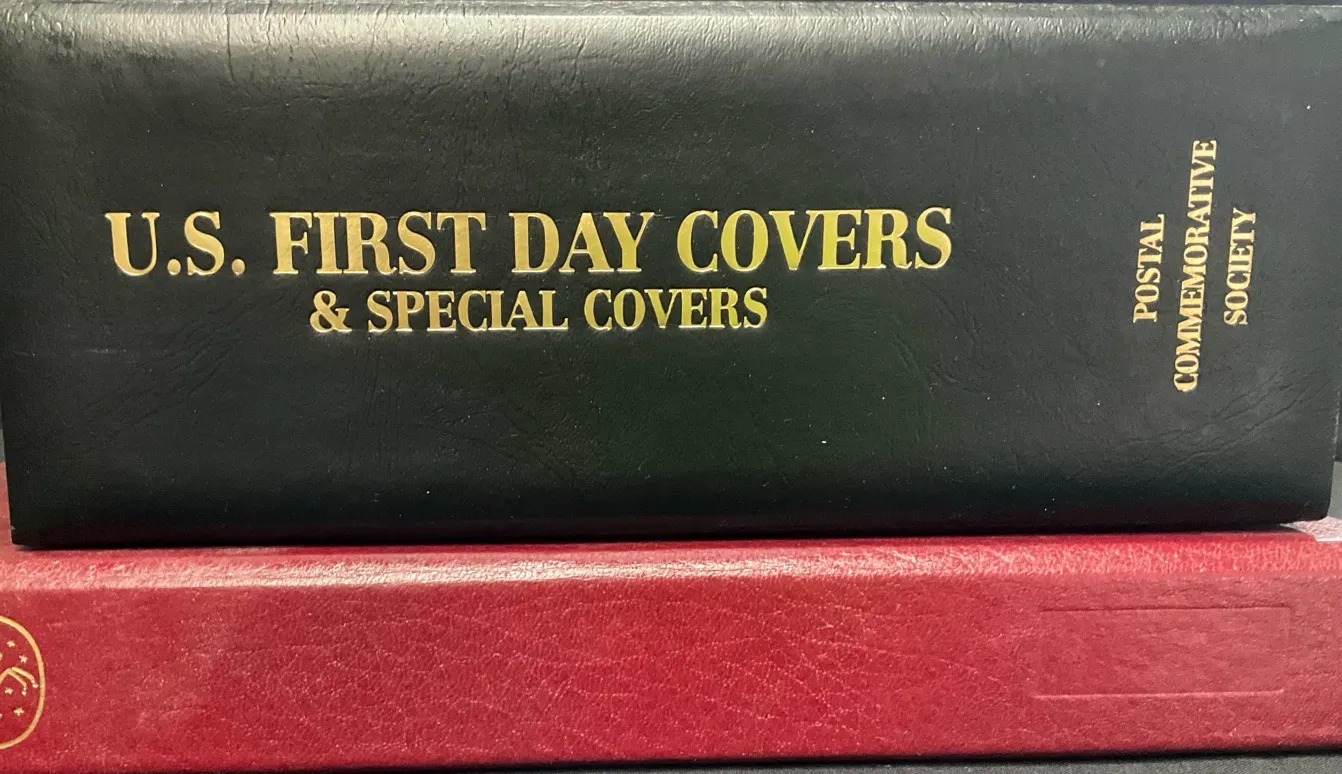 U.S. FIRST DAY COVERS
& SPECIAL COVERS
POSTAL
COMMEMORATIVE
SOCIETY